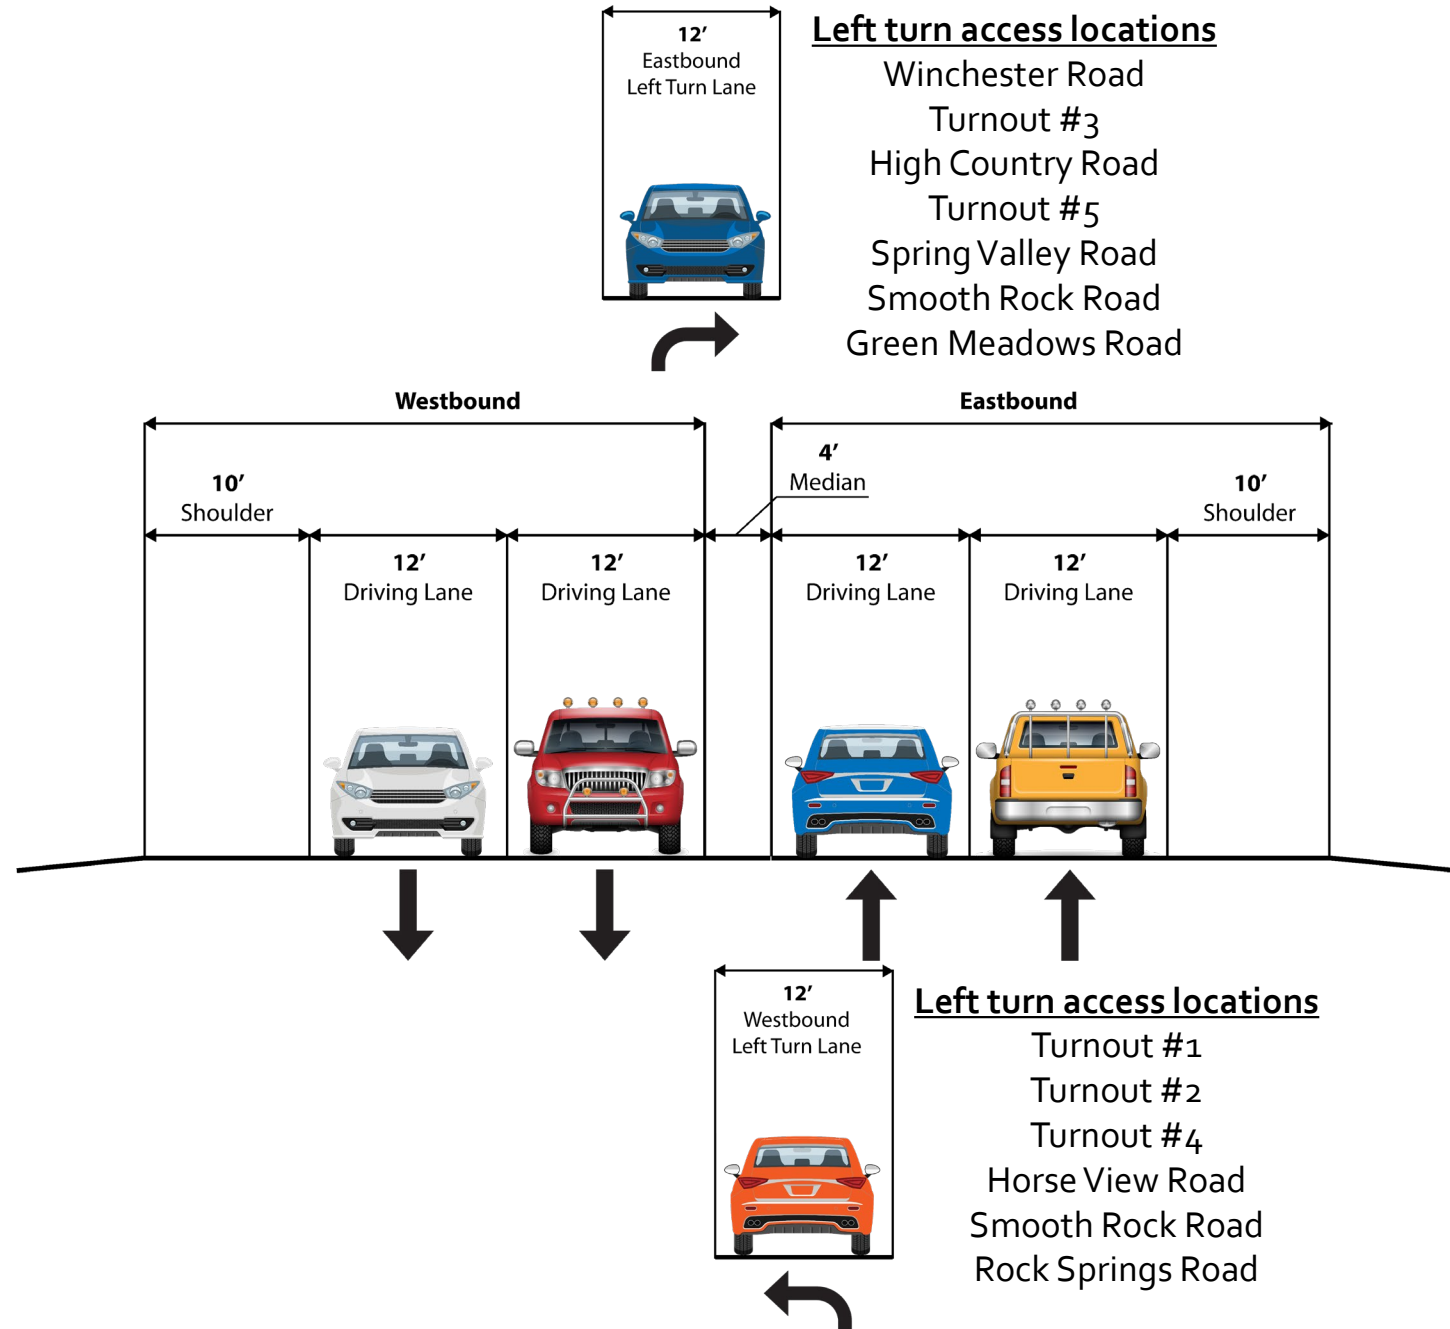 12’
Eastbound
Left Turn Lane
Left turn access locations
Winchester Road
Turnout #3
High Country Road
Turnout #5
Spring Valley Road
Smooth Rock Road
Green Meadows Road
Westbound
Eastbound
10’
Shoulder
4’
Median
10’
Shoulder
12’
Driving Lane
12’
Driving Lane
12’
Driving Lane
12’
Driving Lane
12’
Westbound
Left Turn Lane
Left turn access locations
Turnout #1
Turnout #2
Turnout #4
Horse View Road
Smooth Rock Road
Rock Springs Road